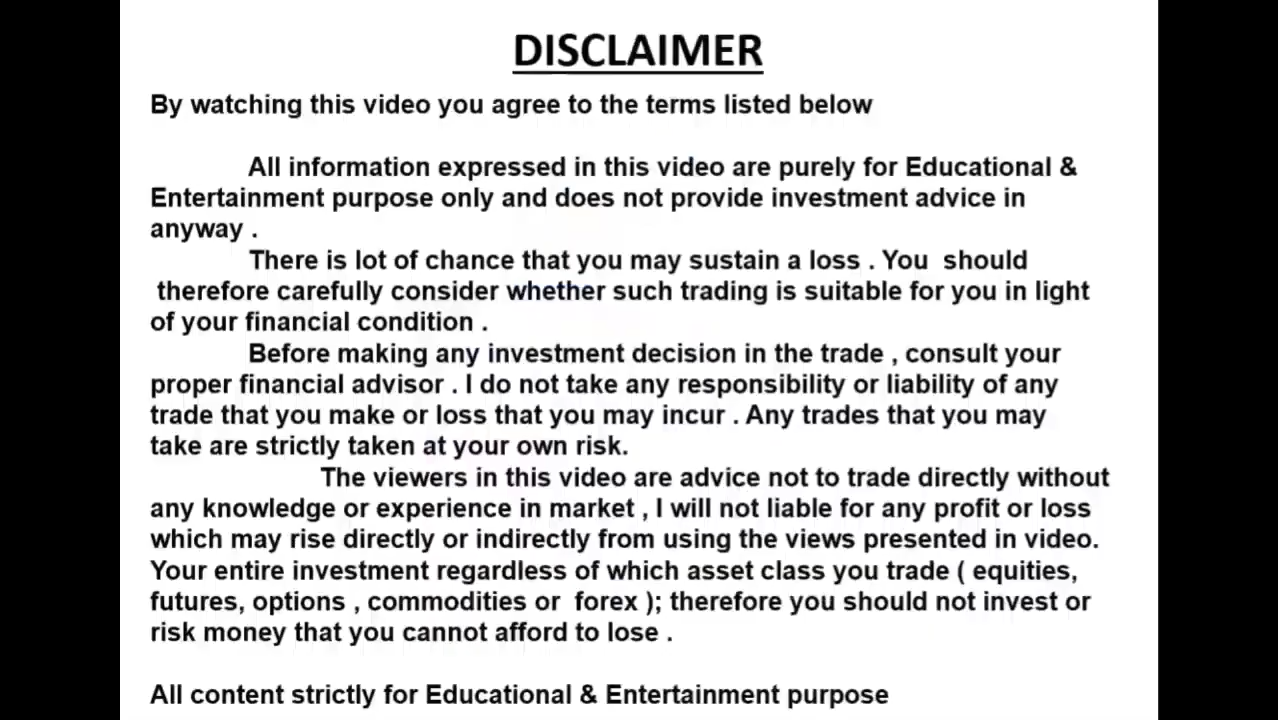 DISCLAIMER
By watching this video you agree to the terms listed below
All information expressed in this video are purely for Educational &
Entertainment purpose only and does not provide investment advice in
anyway .
There is lot of chance that you may sustain a loss . You should
therefore carefully consider whether such trading is suitable for you in light
of your financial condition .
Before making any investment decision in the trade , consult your
proper financial advisor . I do not take any responsibility or liability of any
trade that you make or loss that you may incur . Any trades that you may
take are strictly taken at your own risk.
The viewers in this video are advice not to trade directly without
any knowledge or experience in market , I will not liable for any profit or loss
which may rise directly or indirectly from using the views presented in video.
Your entire investment regardless of which asset class you trade ( equities,
futures, options , commodities or forex ); therefore you should not invest or
risk money that you cannot afford to lose .
All content strictly for Educational & Entertainment purpose